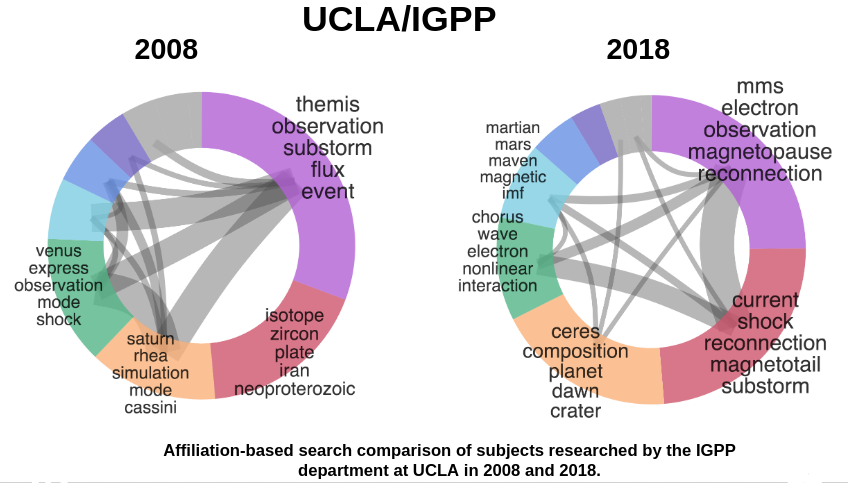 UCLA/IGPP
2008
themis
observation
substorm
flux
event
venus
express
observation
mode
shock
saturn
rhea
simulation
mode
cassini
isotope
zircon
plate
iran
neoproterozoic
2018
mms
electron
observation
magnetopause
reconnection
martian
mars
maven
magnetic
imf
chorus
wave
electron
nonlinear
interaction
ceres
composition
planet
dawn
crater
current
shock
reconnection
magnetotail
substorm
Affiliation-based search comparison of subjects researched by the IGPP
department at UCLA in 2008 and 2018.